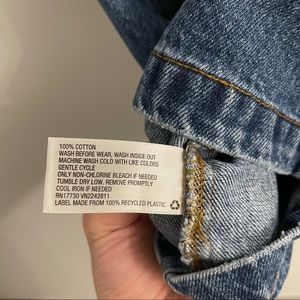 100% COTTON
WASH BEFORE WEAR, WASH INSIDE OUT
MACHINE WASH COLD WITH LIKE COLORS
GENTLE CYCLE
ONLY NON-CHLORINE BLEACH IF NEEDED
TUMBLE DRY LOW, REMOVE PROMPTLY
COOL IRON IF NEEDED
RN17730 VN2242811
LABEL MADE FROM 100% RECYCLED PLASTIC